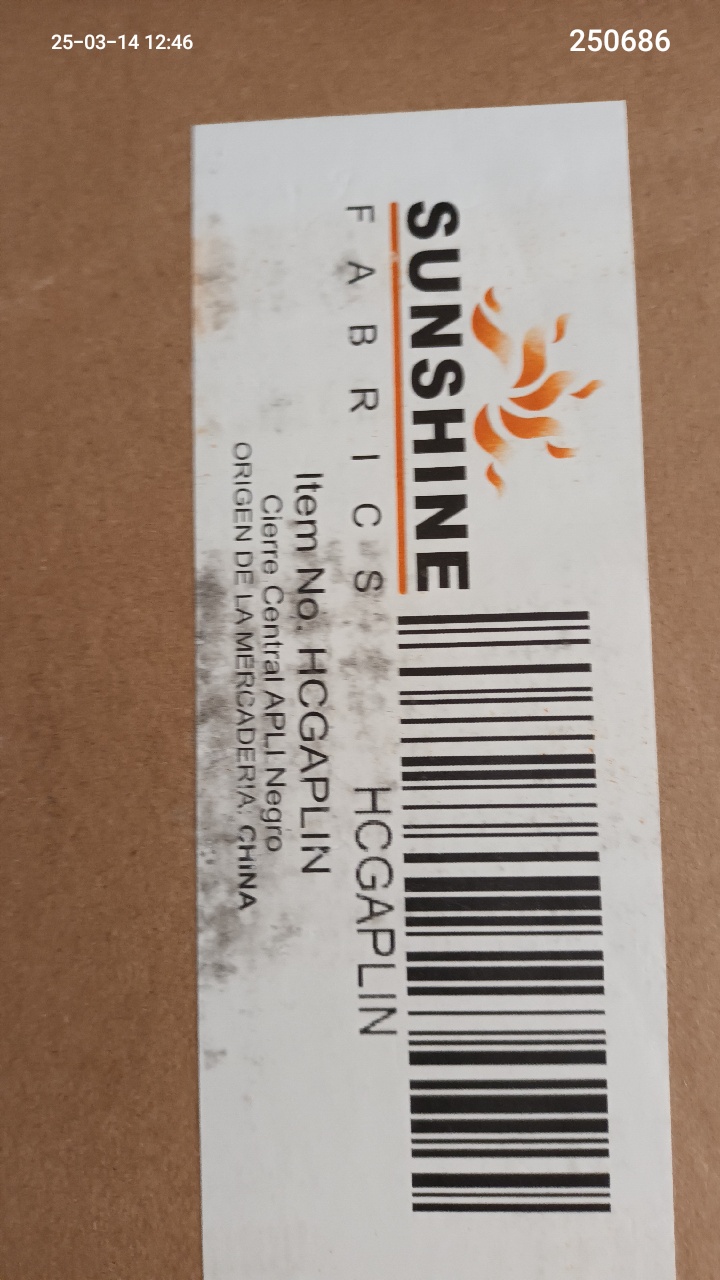 25-03-14 12:46
250686
SUNSHINE
FABRICS
HCGAPLIN
Item No. HCGAPLIN
Cierre Central APLI Negro
ORIGEN DE LA MERCADERIA: CHINA